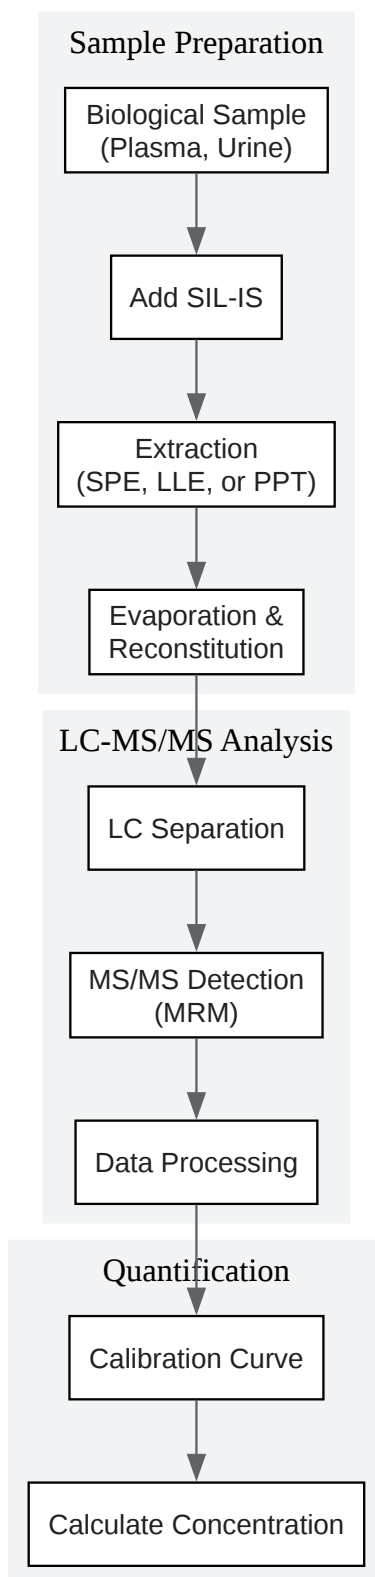 Sample Preparation
Biological Sample
(Plasma, Urine)
Add SIL-IS
Extraction
(SPE, LLE, or PPT)
Evaporation &
Reconstitution
LC-MS/MS Analysis
LC Separation
MS/MS Detection
(MRM)
Data Processing
Quantification
Calibration Curve
Calculate Concentration